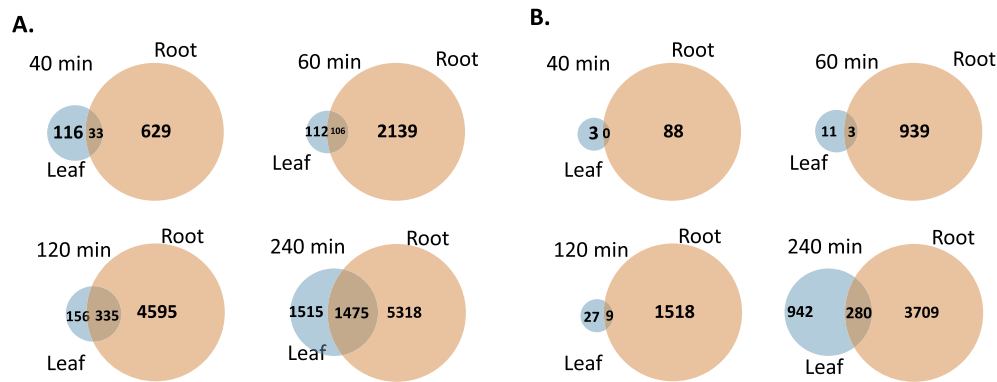 A.
40 min
Root
116 33 629
Leaf
60 min
Root
112 106 2139
Leaf
120 min
Root
156 335 4595
Leaf
240 min
Root
1515 1475 5318
Leaf
B.
40 min
Root
3 0 88
Leaf
60 min
Root
11 3 939
Leaf
120 min
Root
27 9 1518
Leaf
240 min
Root
942 280 3709
Leaf